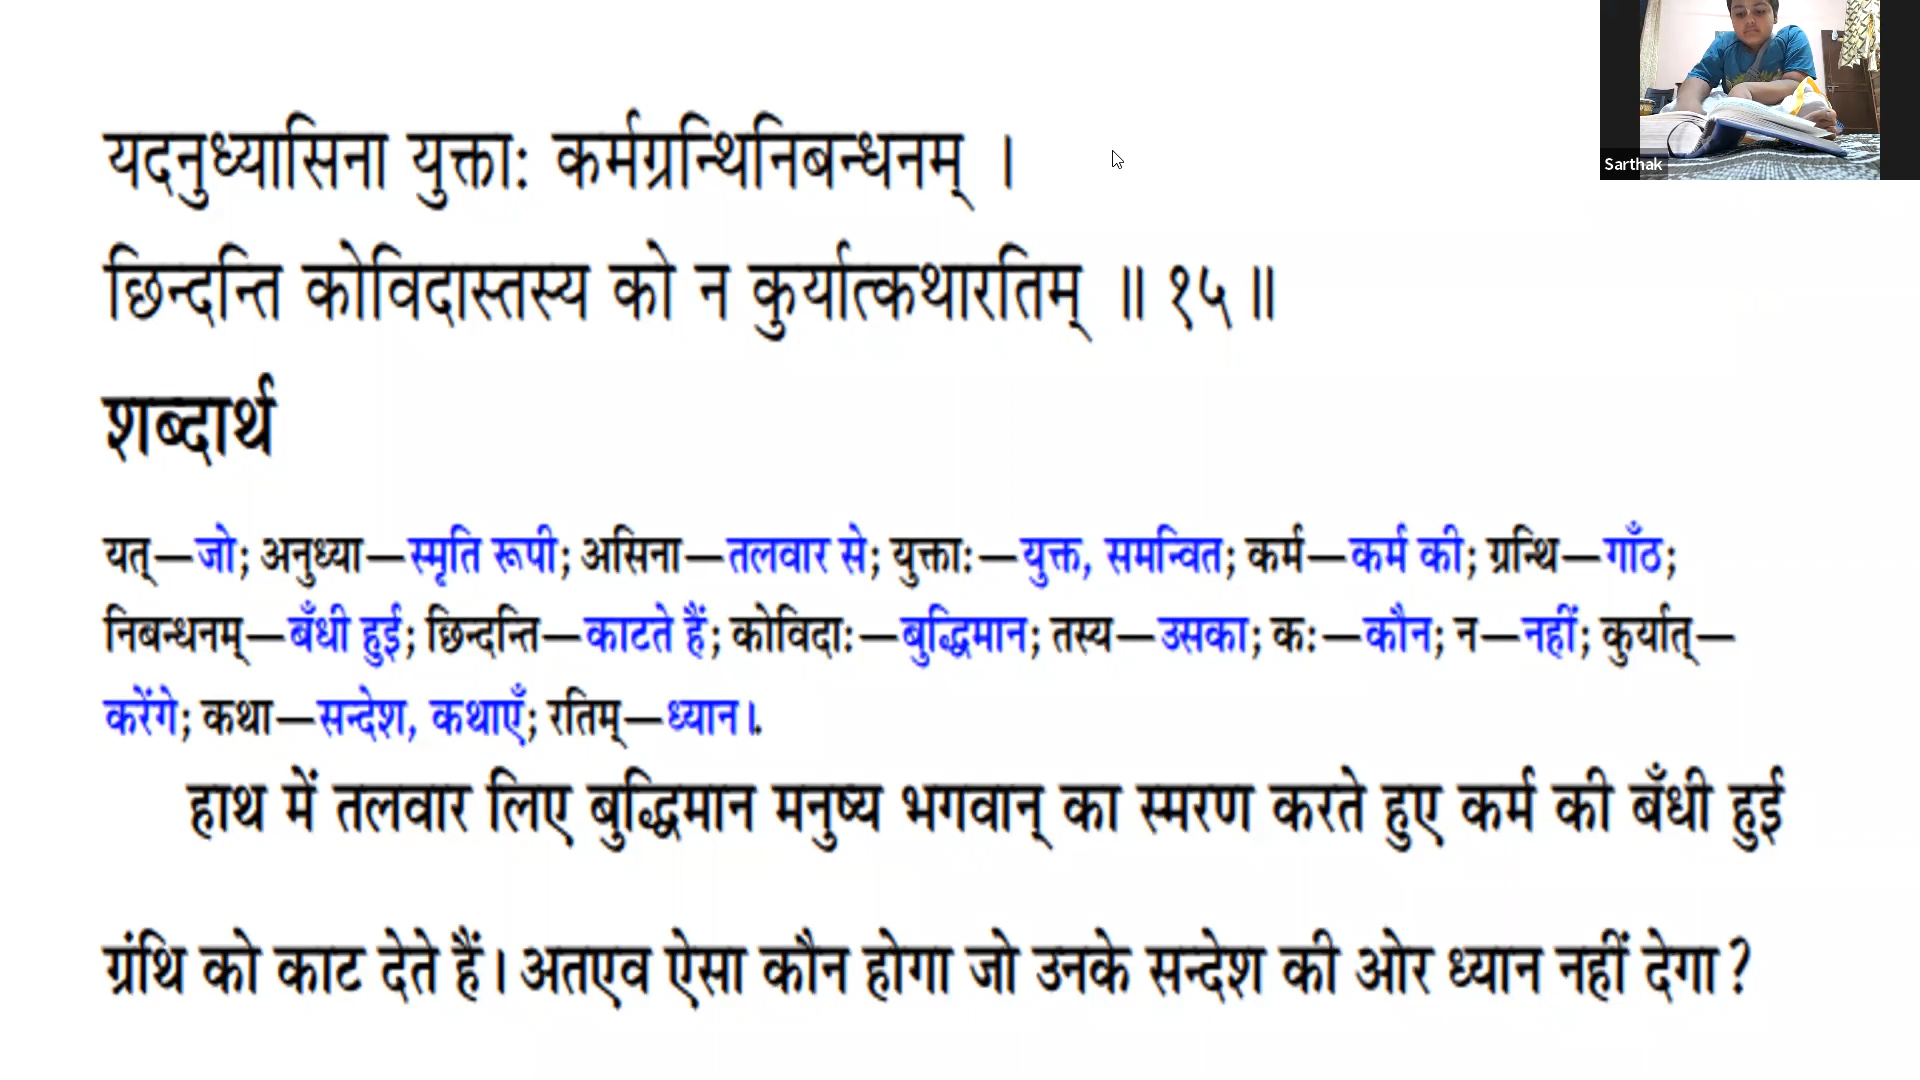 यदनुध्यासिना युक्ताः कर्मग्रन्थिनिबन्धनम् ।
छिन्दन्ति कोविदास्तस्य को न कुर्यात्कथारतिम् ॥ १५ ॥
शब्दार्थ
यत्—जो; अनुध्या—स्मृति रूपी; असिना—तलवार से; युक्ताः—युक्त, समन्वित; कर्म—कर्म की; ग्रन्थि—गाँठ;
निबन्धनम्—बँधी हुई; छिन्दन्ति—काटते हैं; कोविदाः—बुद्धिमान; तस्य—उसका; कः—कौन; न—नहीं; कुर्यात्—
करेंगे; कथा—सन्देश, कथाएँ; रतिम्—ध्यान।.
हाथ में तलवार लिए बुद्धिमान मनुष्य भगवान् का स्मरण करते हुए कर्म की बँधी हुई
ग्रंथि को काट देते हैं। अतएव ऐसा कौन होगा जो उनके सन्देश की ओर ध्यान नहीं देगा?
Sarthak